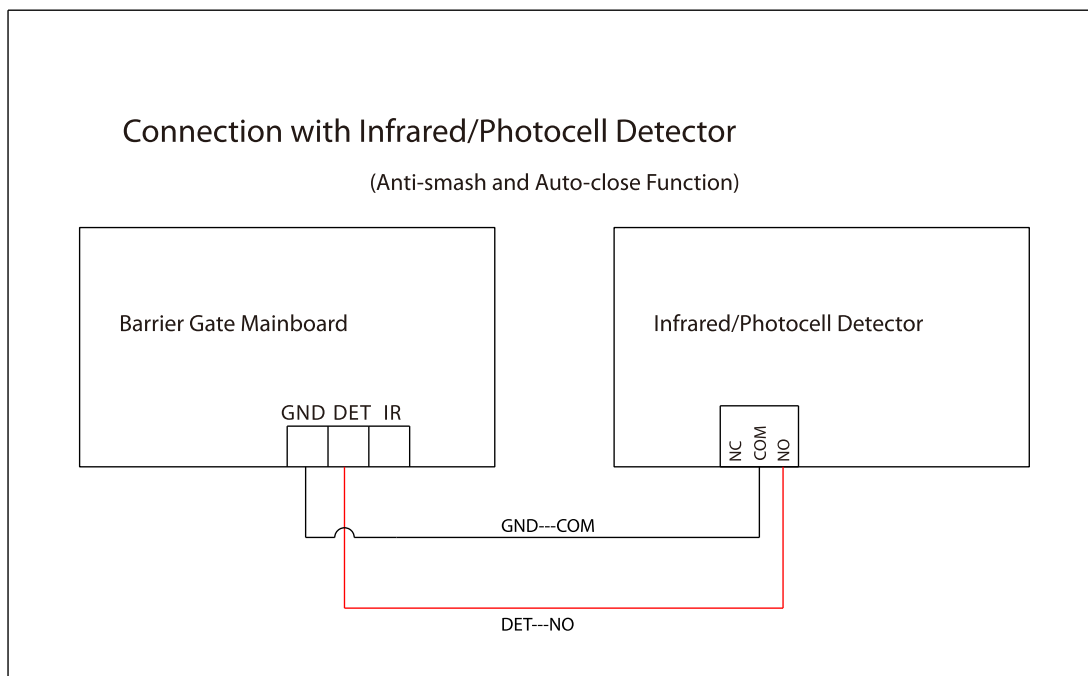 Connection with Infrared/Photocell Detector
(Anti-smash and Auto-close Function)
Barrier Gate Mainboard
Infrared/Photocell Detector
GND DET IR
NC
COM
NO
GND---COM
DET---NO